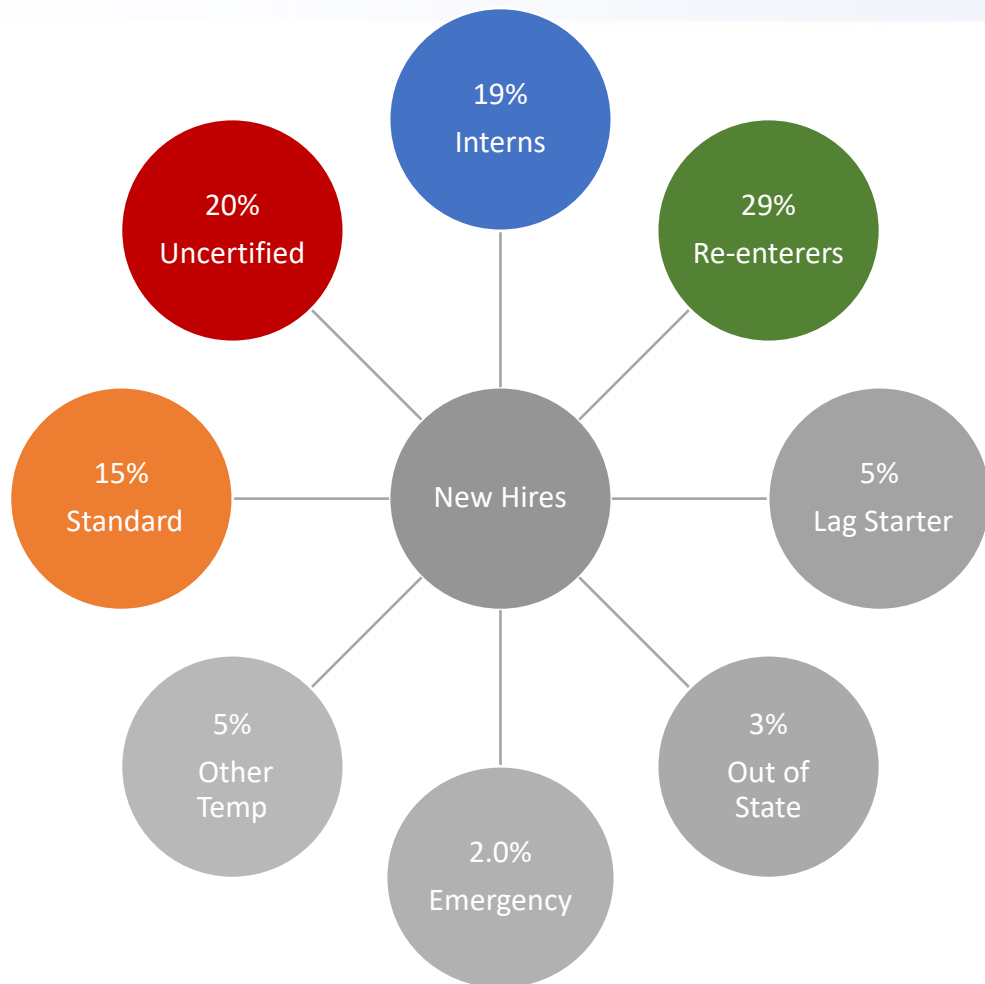 19%
Interns
20%
Uncertified
29%
Re-enterers
15%
Standard
New Hires
5%
Lag Starter
5%
Other
Temp
3%
Out of
State
2.0%
Emergency